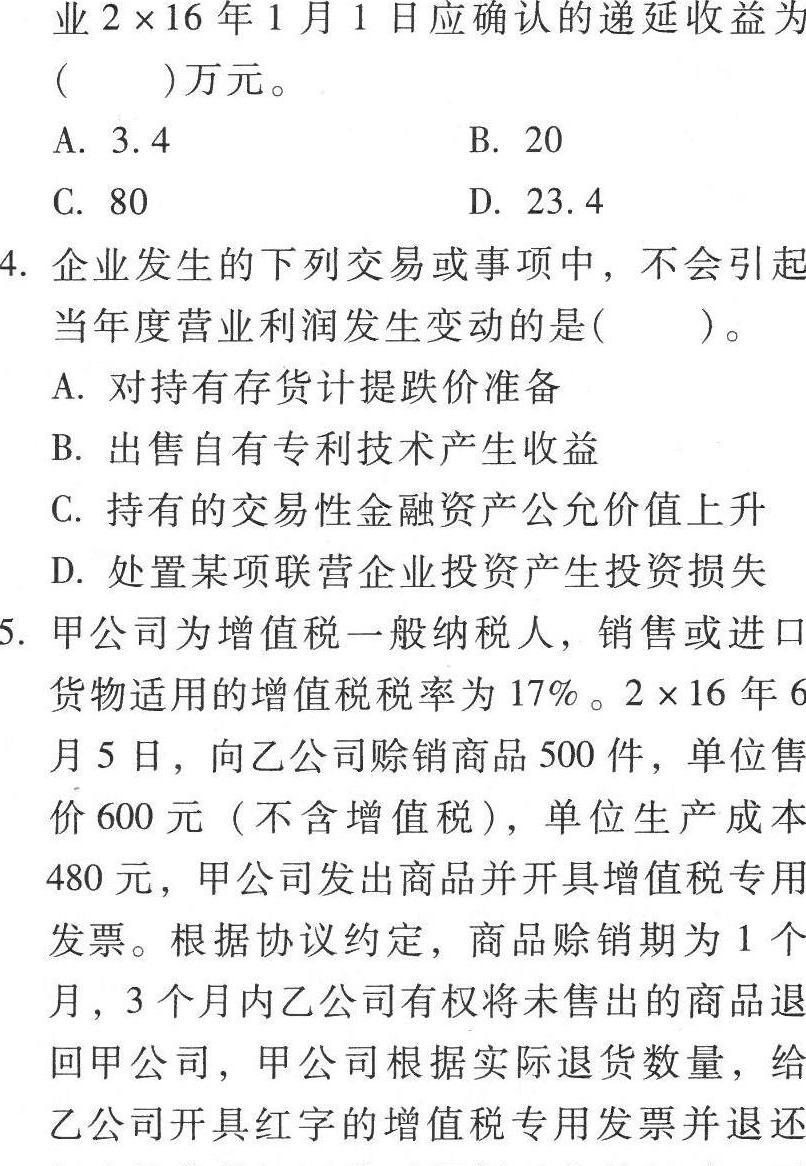 业 2×16 年 1 月 1 日应确认的递延收益为
(　　)万元。
A. 3.4　　B. 20
C. 80　　D. 23.4
4. 企业发生的下列交易或事项中，不会引起
当年度营业利润发生变动的是(　　)。
A. 对持有存货计提跌价准备
B. 出售自有专利技术产生收益
C. 持有的交易性金融资产公允价值上升
D. 处置某项联营企业投资产生投资损失
5. 甲公司为增值税一般纳税人，销售或进口
货物适用的增值税税率为 17%。2×16 年 6
月 5 日，向乙公司赊销商品 500 件，单位售
价 600 元（不含增值税），单位生产成本
480 元，甲公司发出商品并开具增值税专用
发票。根据协议约定，商品赊销期为 1 个
月，3 个月内乙公司有权将未售出的商品退
回甲公司，甲公司根据实际退货数量，给
乙公司开具红字的增值税专用发票并退还